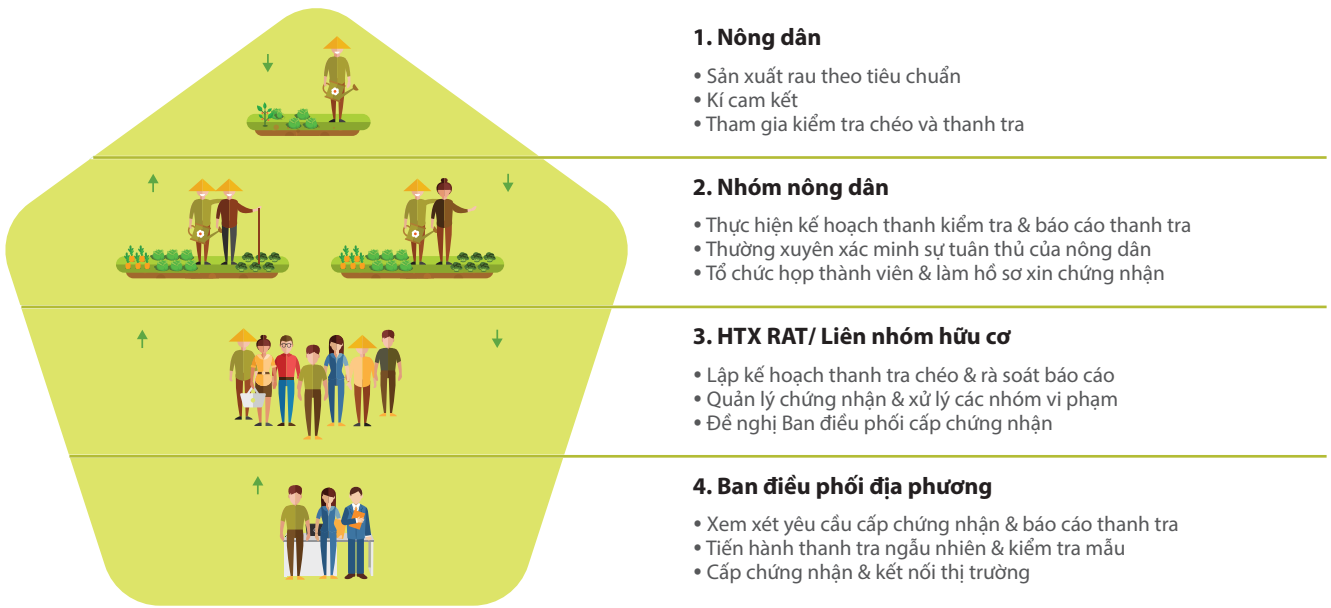 1. Nông dân
• Sản xuất rau theo tiêu chuẩn
• Kí cam kết
• Tham gia kiểm tra chéo và thanh tra
2. Nhóm nông dân
• Thực hiện kế hoạch thanh kiểm tra & báo cáo thanh tra
• Thường xuyên xác minh sự tuân thủ của nông dân
• Tổ chức họp thành viên & làm hồ sơ xin chứng nhận
3. HTX RAT/ Liên nhóm hữu cơ
• Lập kế hoạch thanh tra chéo & rà soát báo cáo
• Quản lý chứng nhận & xử lý các nhóm vi phạm
• Đề nghị Ban điều phối cấp chứng nhận
4. Ban điều phối địa phương
• Xem xét yêu cầu cấp chứng nhận & báo cáo thanh tra
• Tiến hành thanh tra ngẫu nhiên & kiểm tra mẫu
• Cấp chứng nhận & kết nối thị trường